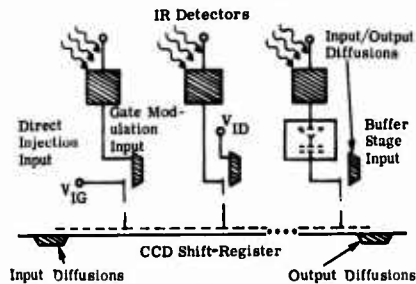 IR Detectors
Input/Output
Diffusions
Direct
Injection
Input
Gate Mod-
ulation
Input
V ID
Buffer
Stage
Input
V IG
CCD Shift-Register
Input Diffusions
Output Diffusions